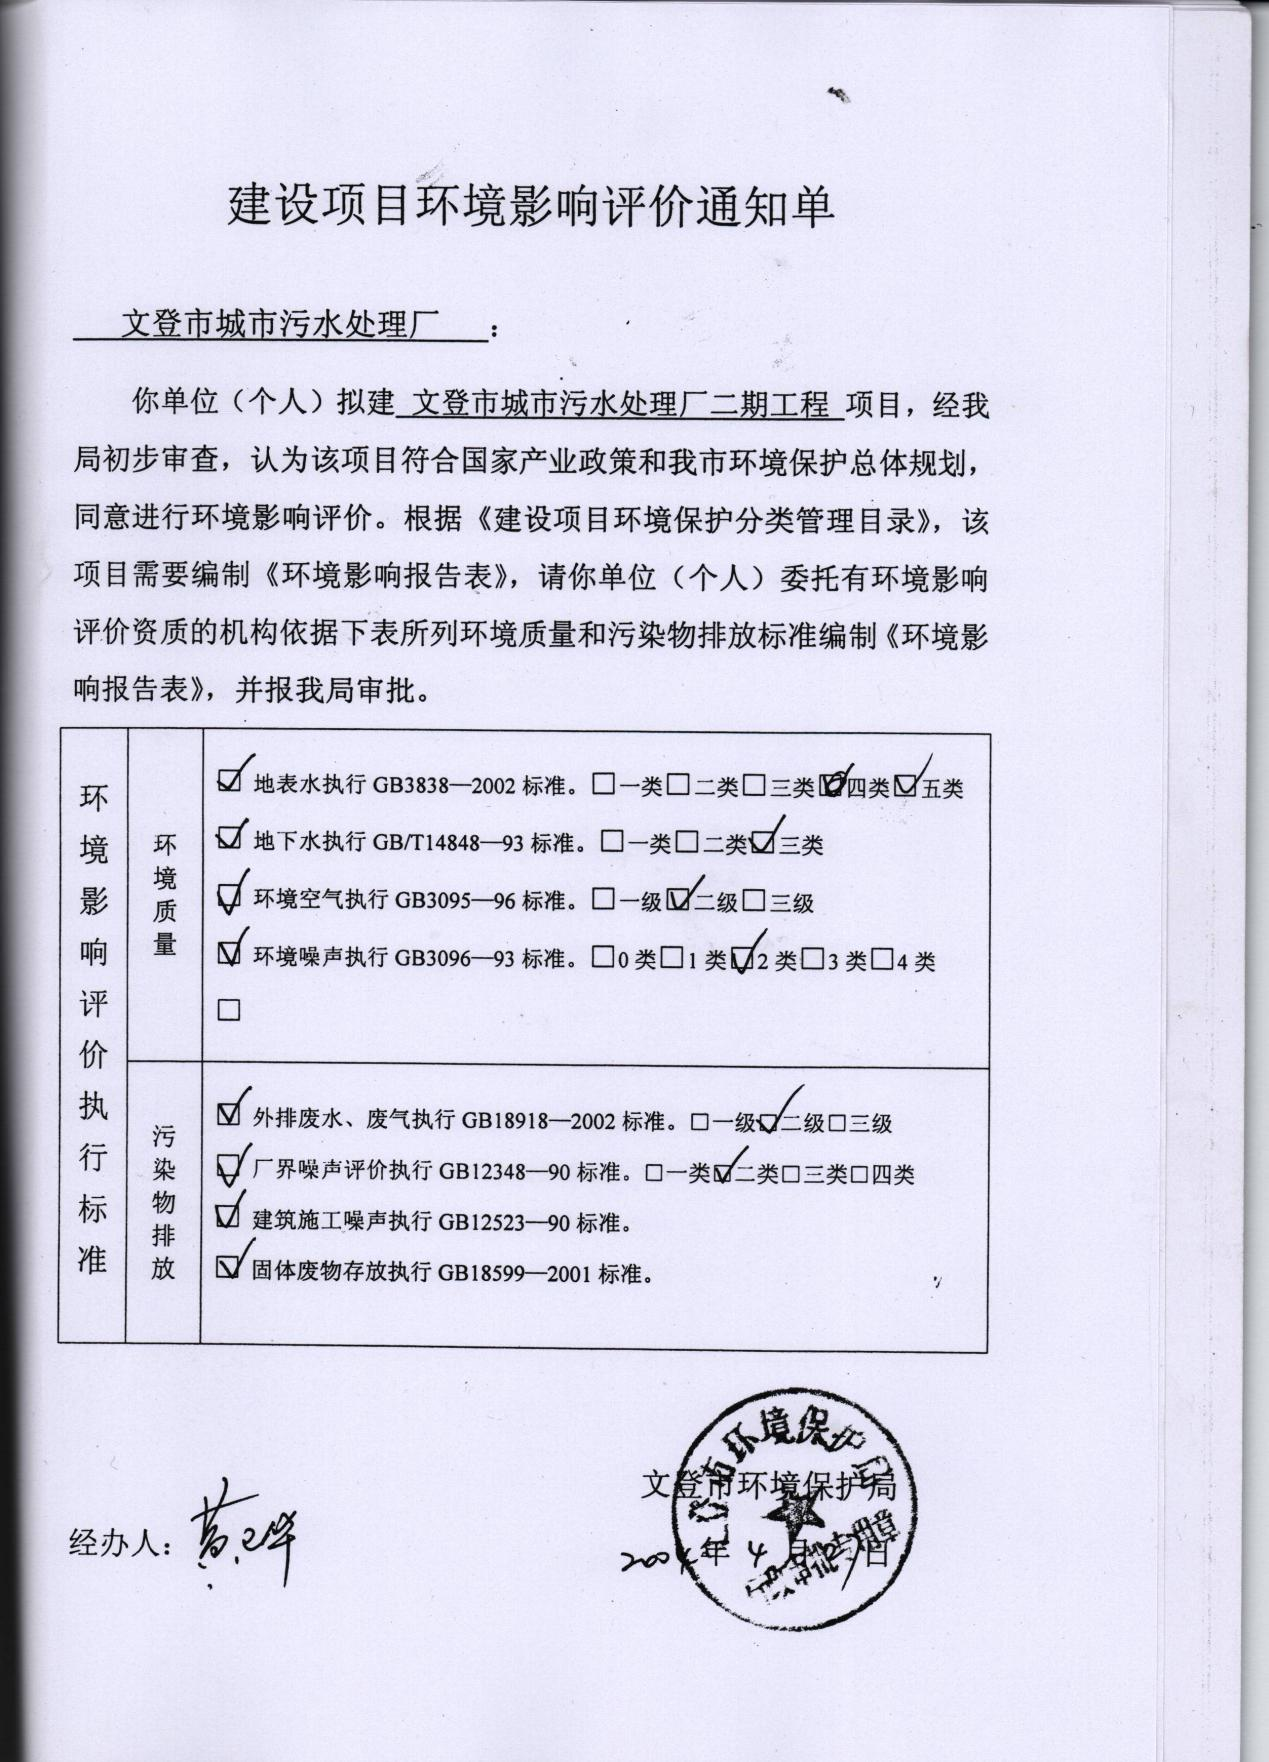 建设项目环境影响评价通知单
文登市城市污水处理厂：
你单位（个人）拟建 文登市城市污水处理厂二期工程 项目，经我
局初步审查，认为该项目符合国家产业政策和我市环境保护总体规划，
同意进行环境影响评价。根据《建设项目环境保护分类管理目录》，该
项目需要编制《环境影响报告表》，请你单位（个人）委托有环境影响
评价资质的机构依据下表所列环境质量和污染物排放标准编制《环境影
响报告表》，并报我局审批。
环境影响评价执行标准
环境质量
☑地表水执行 GB3838—2002 标准。□一类□二类□三类☑四类☑五类
☑地下水执行 GB/T14848—93 标准。□一类□二类☑三类
☑环境空气执行 GB3095—96 标准。□一级☑二级□三级
☑环境噪声执行 GB3096—93 标准。□0 类□1 类☑2 类□3 类□4 类
□
污染物排放
☑外排废水、废气执行 GB18918—2002 标准。□一级☑二级□三级
☑厂界噪声评价执行 GB12348—90 标准。□一类☑二类□三类□四类
☑建筑施工噪声执行 GB12523—90 标准。
☑固体废物存放执行 GB18599—2001 标准。
文登市环境保护局
经办人：
年 4 月 日